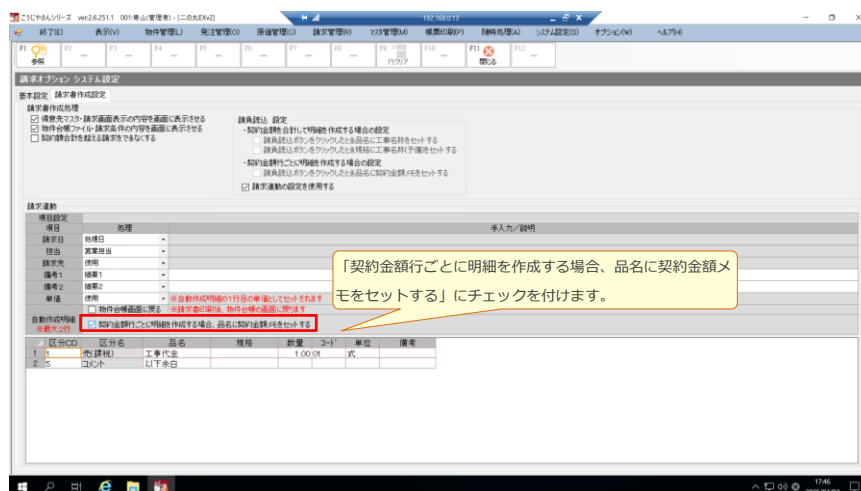 こうじやさんシリーズ ver.2.6.251.1 001:青山(管理者) - [二の丸EXv2]
192.168.0.13
終了(E) 表示(V) 物件管理(L) 発注管理(O) 原価管理(C) 請求管理(R) マスタ管理(M) 帳票印刷(P) 随時処理(A) システム設定(S) オプション(W) ヘルプ(H)
F1 F2 F3 F4 F5 F6 F7 F8 F9 F10 F11 F12
参照 行クリア 閉じる
請求オプション システム設定
基本設定 請求書作成設定
請求書作成処理
得意先マスタ・請求画面表示の内容を画面に表示させる
物件台帳ファイル・請求条件の内容を画面に表示させる
契約額合計を超える請求をできなくする
請負読込 設定
・契約金額を合計して明細を作成する場合の設定
請負読込ボタンをクリックしたとき品名に工事名称をセットする
請負読込ボタンをクリックしたとき規格に工事名称(予備)をセットする
・契約金額行ごとに明細を作成する場合の設定
請負読込ボタンをクリックしたとき品名に契約金額メモをセットする
請求連動の設定を使用する
請求連動
項目設定
項目 処理 手入力/説明
請求日 処理日
担当 営業担当
請求先 使用
備考1 摘要1
備考2 摘要2
単価 使用 ※自動作成明細の1行目の単価としてセットされます
物件台帳画面に戻る ※請求書印刷後、物件台帳の画面に戻ります
自動作成明細
※最大2行
契約金額行ごとに明細を作成する場合、品名に契約金額メモをセットする
「契約金額行ごとに明細を作成する場合、品名に契約金額メ
モをセットする」にチェックを付けます。
区分CD 区分名 品名 規格 数量 コード 単位 備考
1 1 売(課税) 工事代金 1.00 01 式
2 5 コメント 以下余白
17:46